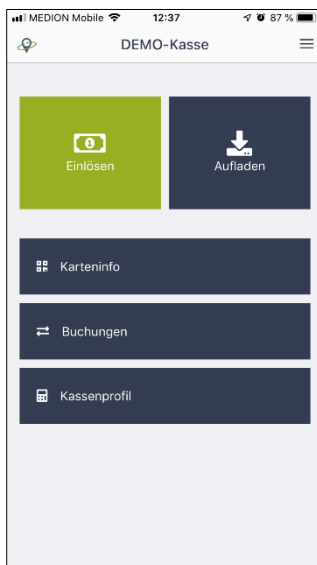 MEDION Mobile 12:37 87 %
DEMO-Kasse
Einlösen
Aufladen
Karteninfo
Buchungen
Kassenprofil